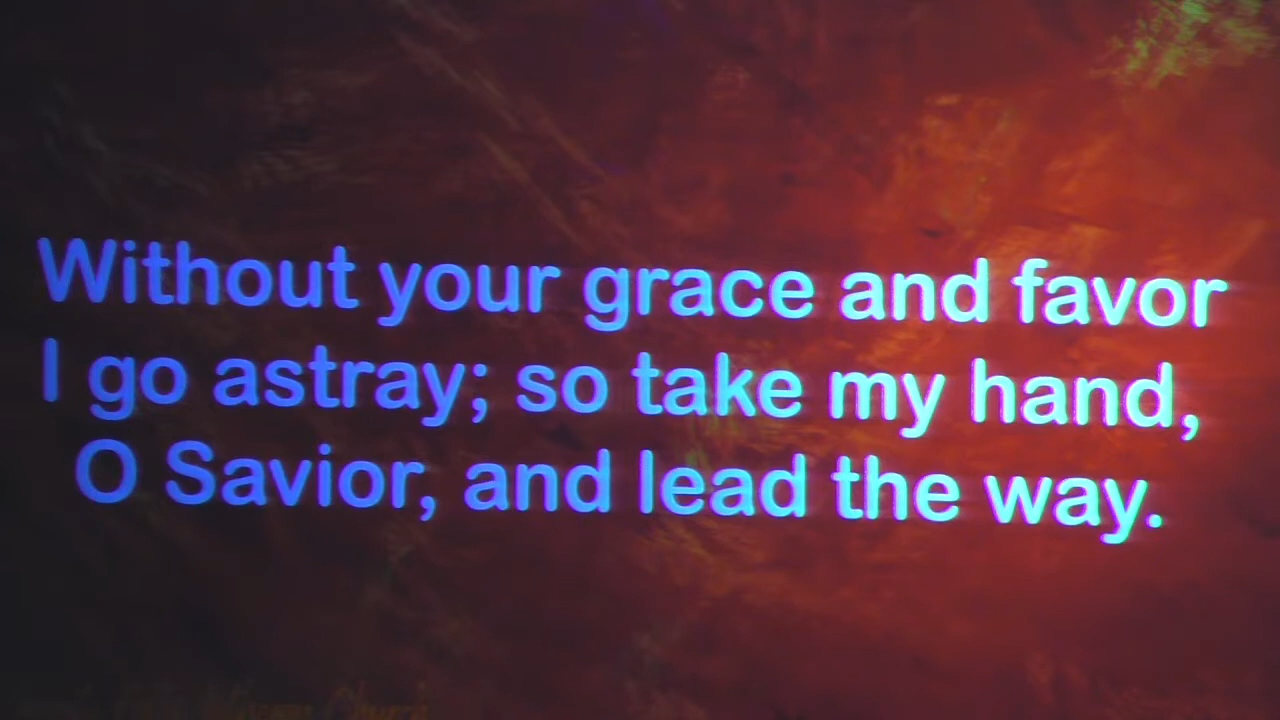 Without your grace and favor
I go astray; so take my hand,
O Savior, and lead the way.